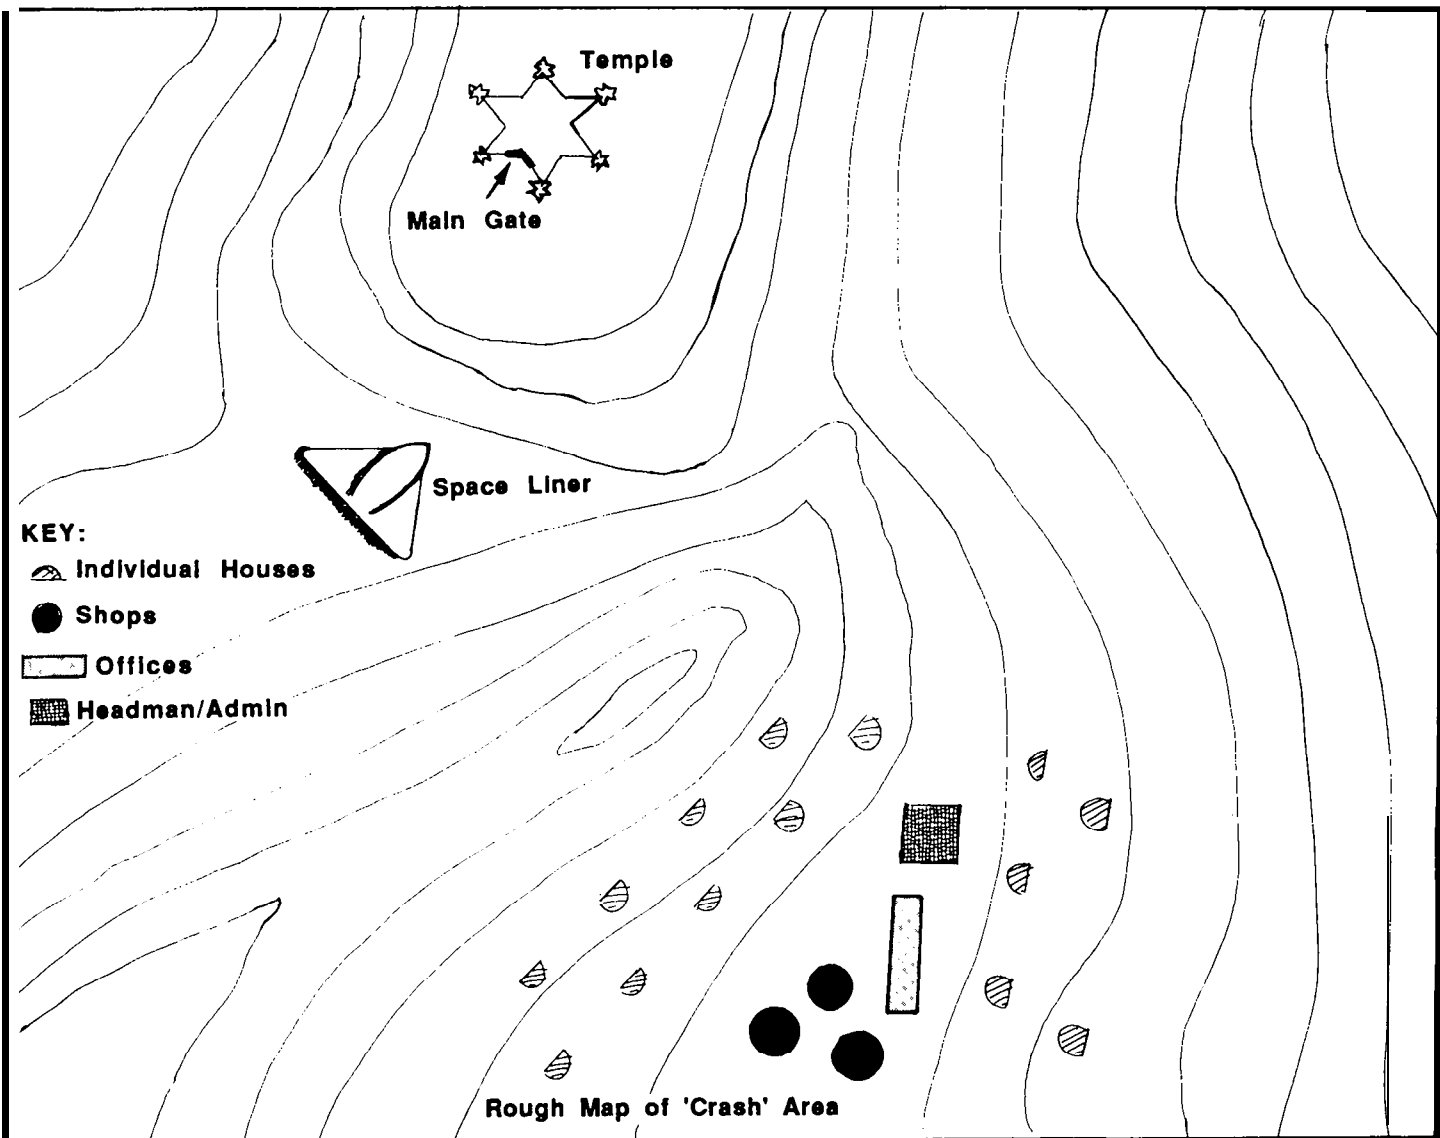 Temple
Main Gate
Space Liner
KEY:
Individual Houses
Shops
Offices
Headman/Admin
Rough Map of 'Crash' Area